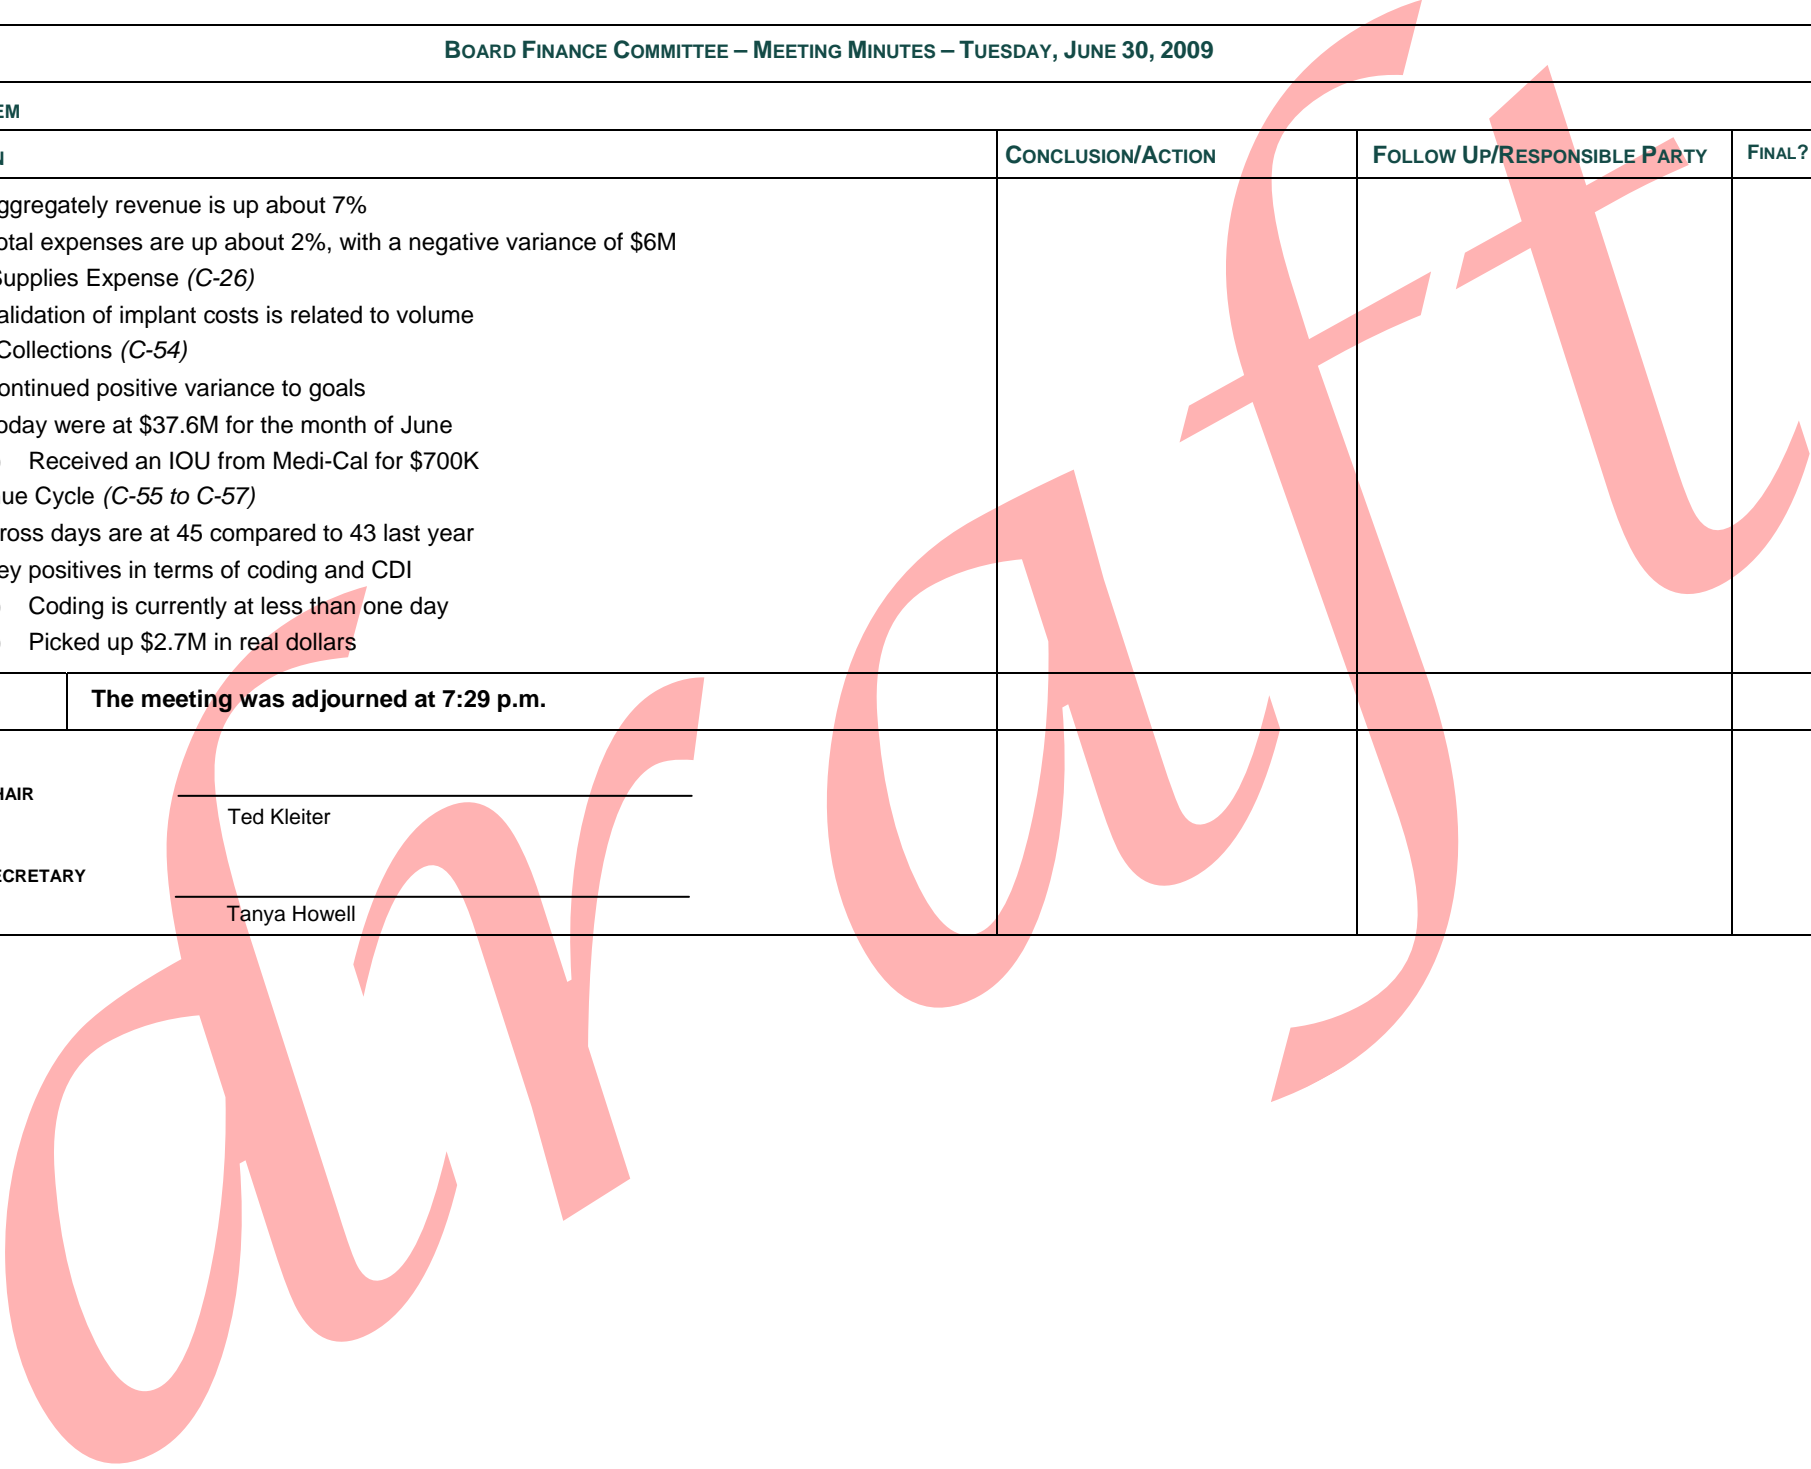 BOARD FINANCE COMMITTEE – MEETING MINUTES – TUESDAY, JUNE 30, 2009
EM
N
CONCLUSION/ACTION
FOLLOW UP/RESPONSIBLE PARTY
FINAL?
ggregately revenue is up about 7%
otal expenses are up about 2%, with a negative variance of $6M
Supplies Expense (C-26)
alidation of implant costs is related to volume
Collections (C-54)
ontinued positive variance to goals
oday were at $37.6M for the month of June
Received an IOU from Medi-Cal for $700K
ue Cycle (C-55 to C-57)
ross days are at 45 compared to 43 last year
ey positives in terms of coding and CDI
Coding is currently at less than one day
Picked up $2.7M in real dollars
The meeting was adjourned at 7:29 p.m.
HAIR
Ted Kleiter
ECRETARY
Tanya Howell
draft